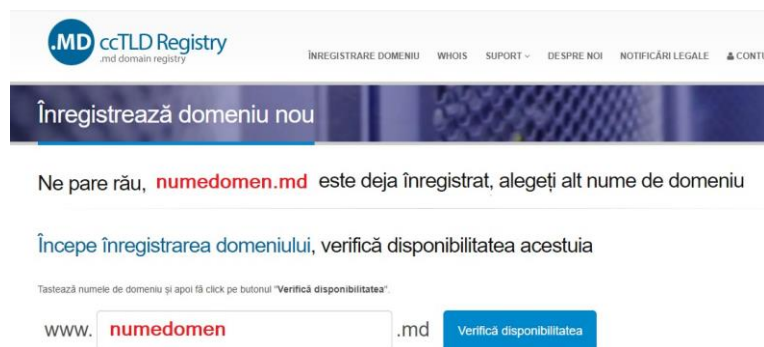 .MD ccTLD Registry
.md domain registry
ÎNREGISTRARE DOMENIU WHOIS SUPORT DESPRE NOI NOTIFICĂRI LEGALE CONTU
Înregistrează domeniu nou
Ne pare rău, numedomen.md este deja înregistrat, alegeți alt nume de domeniu
Începe înregistrarea domeniului, verifică disponibilitatea acestuia
Tastează numele de domeniu și apoi fă click pe butonul "Verifică disponibilitatea".
www. numedomen .md Verifică disponibilitatea